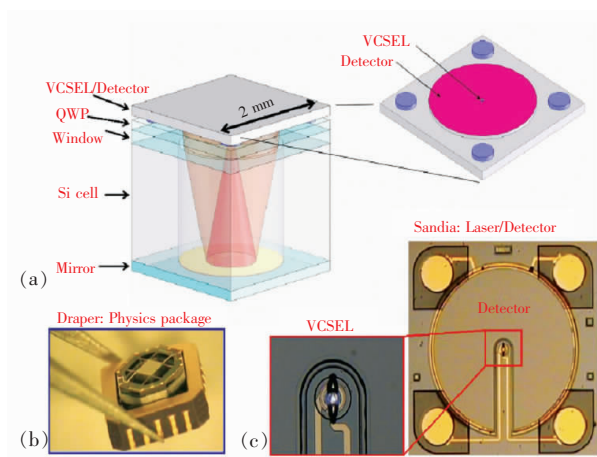 VCSEL
Detector
VCSEL/Detector
2 mm
QWP
Window
Si cell
Mirror
(a)
Sandia: Laser/Detector
Draper: Physics package
VCSEL
Detector
(b)
(c)